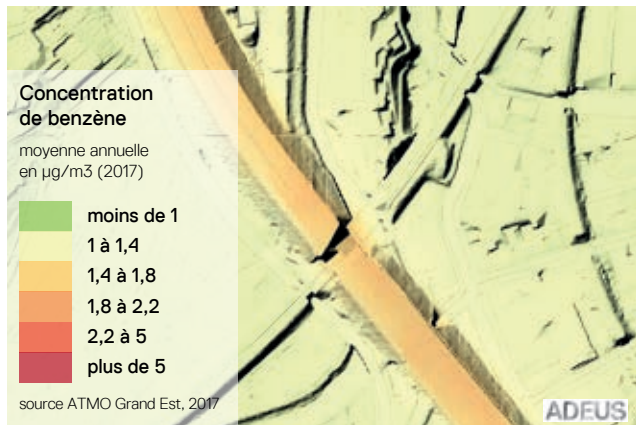 Concentration
de benzène
moyenne annuelle
en µg/m3 (2017)
moins de 1
1 à 1,4
1,4 à 1,8
1,8 à 2,2
2,2 à 5
plus de 5
source ATMO Grand Est, 2017
ADEUS